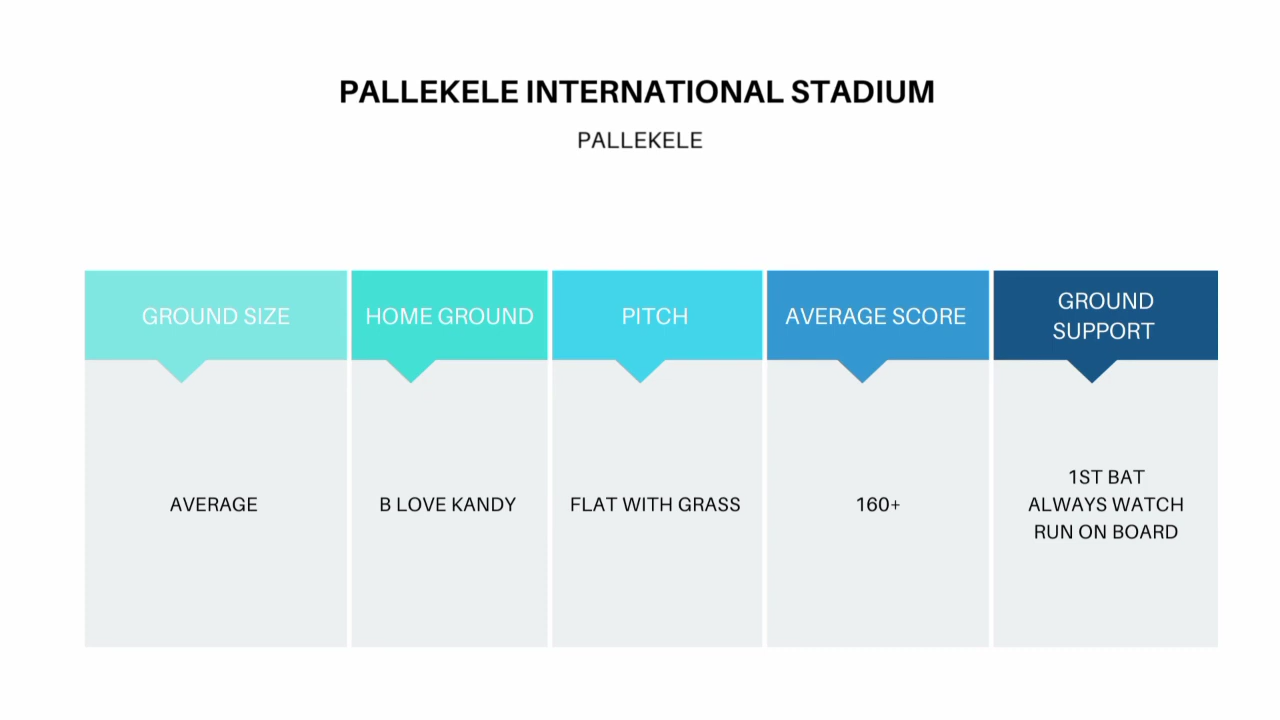 PALLEKELE INTERNATIONAL STADIUM
PALLEKELE
GROUND SIZE
HOME GROUND
PITCH
AVERAGE SCORE
GROUND
SUPPORT
AVERAGE
B LOVE KANDY
FLAT WITH GRASS
160+
1ST BAT
ALWAYS WATCH
RUN ON BOARD